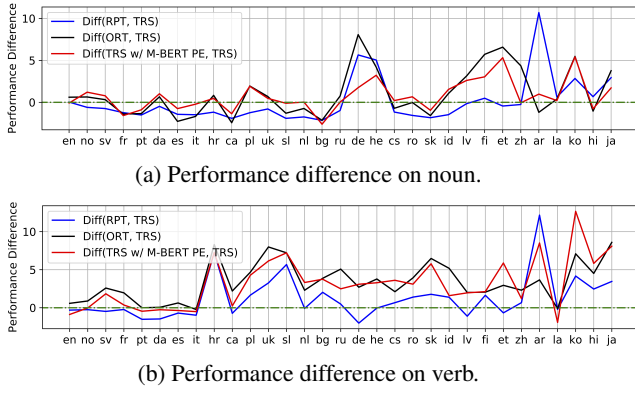 Performance Difference
10
5
0
Diff(RPT, TRS)
Diff(ORT, TRS)
Diff(TRS w/ M-BERT PE, TRS)
en no sv fr pt da es it hr ca pl uk sl nl bg ru de he cs ro sk id lv fi et zh ar la ko hi ja
(a) Performance difference on noun.
Performance Difference
10
5
0
Diff(RPT, TRS)
Diff(ORT, TRS)
Diff(TRS w/ M-BERT PE, TRS)
en no sv fr pt da es it hr ca pl uk sl nl bg ru de he cs ro sk id lv fi et zh ar la ko hi ja
(b) Performance difference on verb.